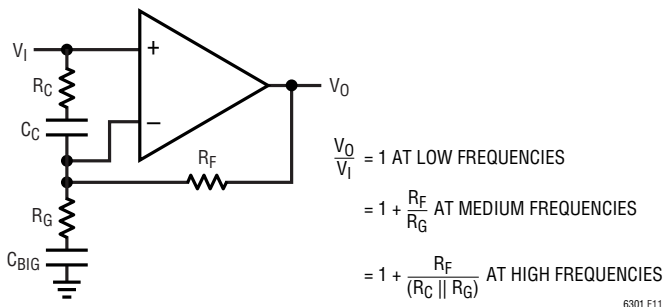 V_I
+
R_C
C_C
−
V_O
R_F
R_G
C_BIG
V_O/V_I = 1 AT LOW FREQUENCIES
= 1 + R_F/R_G AT MEDIUM FREQUENCIES
= 1 + R_F/(R_C || R_G) AT HIGH FREQUENCIES
6301 F11